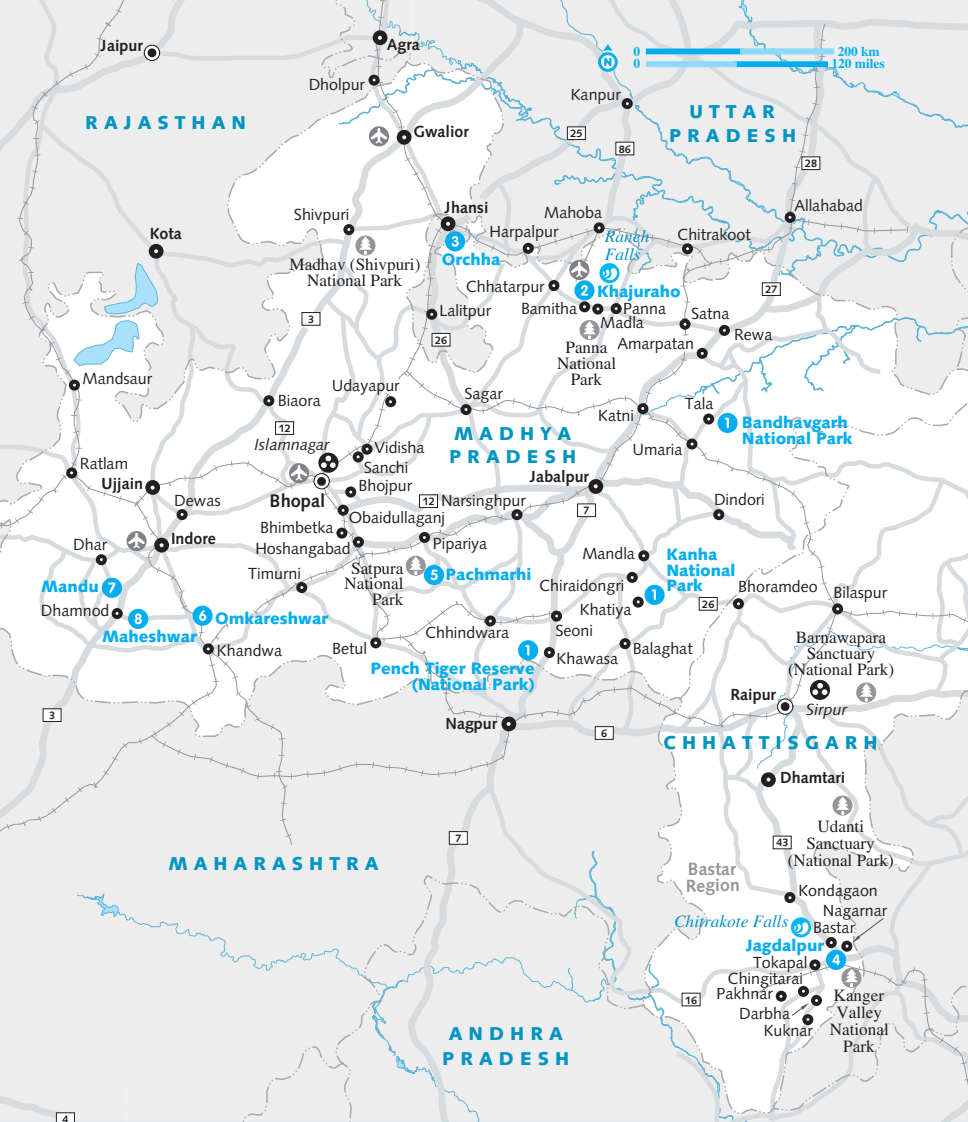 Jaipur
Agra
Dholpur
0 200 km
0 120 miles
N
Kanpur
RAJASTHAN
UTTAR
PRADESH
Gwalior
25
86
28
Shivpuri
Jhansi
Mahoba
Allahabad
Kota
3
Orchha
Harpalpur
Raneh
Falls
Chitrakoot
Madhav (Shivpuri)
National Park
Chhatarpur
2 Khajuraho
27
3
Lalitpur
Bamitha
Panna
Madla
Satna
Rewa
26
Panna
National
Park
Amarpatan
Mandsaur
Udayapur
Biaora
Sagar
Katni
Tala
1 Bandhavgarh
National Park
12
MADHYA
PRADESH
Islamnagar
Vidisha
Sanchi
Umaria
Ratlam
Ujjain
Bhopal
Bhojpur
Jabalpur
Dewas
12
Narsinghpur
7
Dindori
Obaidullaganj
Bhimbetka
Hoshangabad
Indore
Pipariya
Dhar
Mandla
Kanha
National
Park
Timurni
Satpura
National
Park
5 Pachmarhi
Chiraidongri
1
Mandu 7
Khatiya
26
Bhoramdeo
Bilaspur
Dhamnod
8
Maheshwar
6 Omkareshwar
Chhindwara
Seoni
Khandwa
Betul
1
Khawasa
Balaghat
Pench Tiger Reserve
(National Park)
Barnawapara
Sanctuary
(National Park)
Raipur
Sirpur
3
Nagpur
6
CHHATTISGARH
Dhamtari
7
43
Udanti
Sanctuary
(National Park)
MAHARASHTRA
Bastar
Region
Kondagaon
Nagarnar
Chitrakote Falls
Bastar
Jagdalpur
4
Tokapal
Chingitarai
Pakhnar
16
Darbha
Kuknar
Kanger
Valley
National
Park
ANDHRA
PRADESH
4